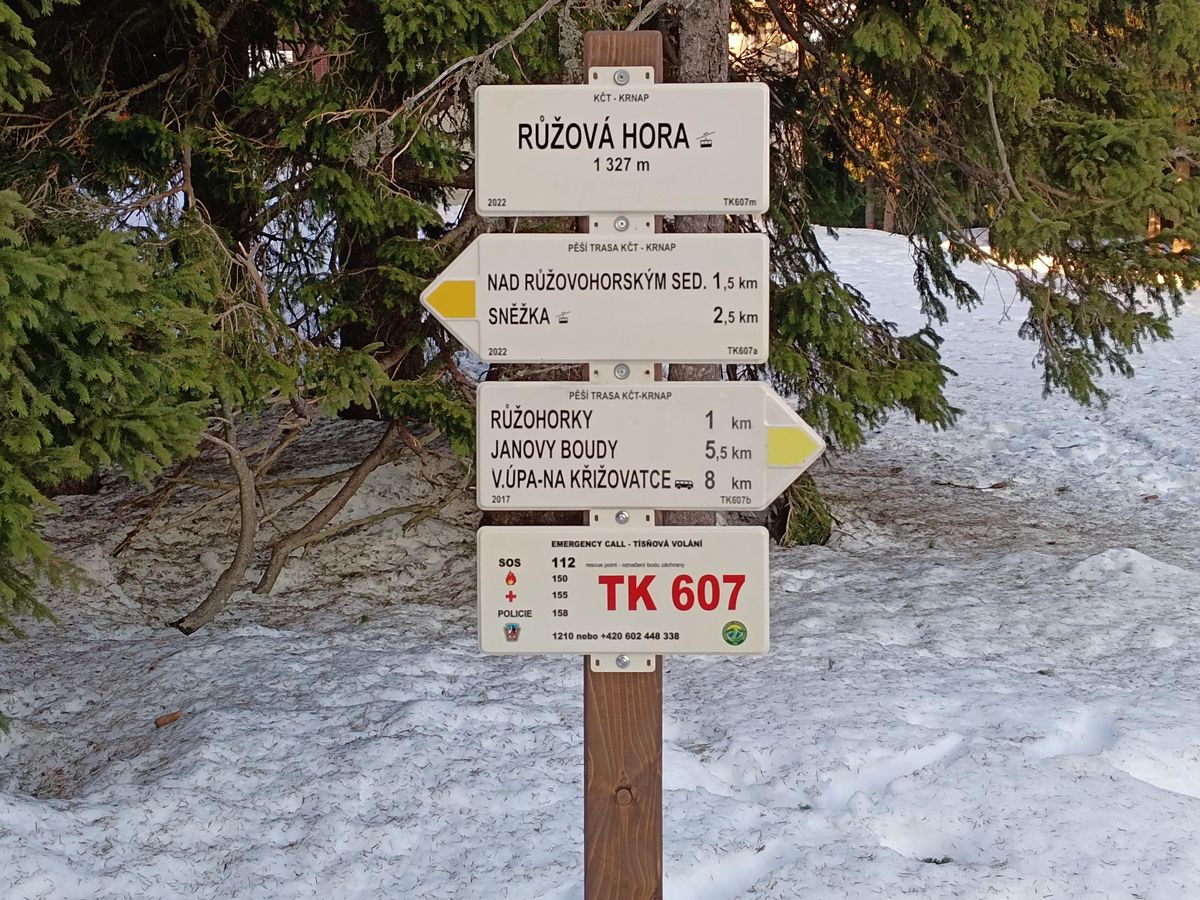 KČT - KRNAP
RŮŽOVÁ HORA
1 327 m
2022 TK607m
PĚŠÍ TRASA KČT - KRNAP
NAD RŮŽOVOHORSKÝM SED. 1,5 km
SNĚŽKA 2,5 km
2022 TK607a
PĚŠÍ TRASA KČT-KRNAP
RŮŽOHORKY 1 km
JANOVY BOUDY 5,5 km
V.ÚPA-NA KŘIŽOVATCE 8 km
2017 TK607b
EMERGENCY CALL - TÍSŇOVÁ VOLÁNÍ
SOS 112 rescue point - označení bodu záchrany
150
155
TK 607
POLICIE 158
1210 nebo +420 602 448 338